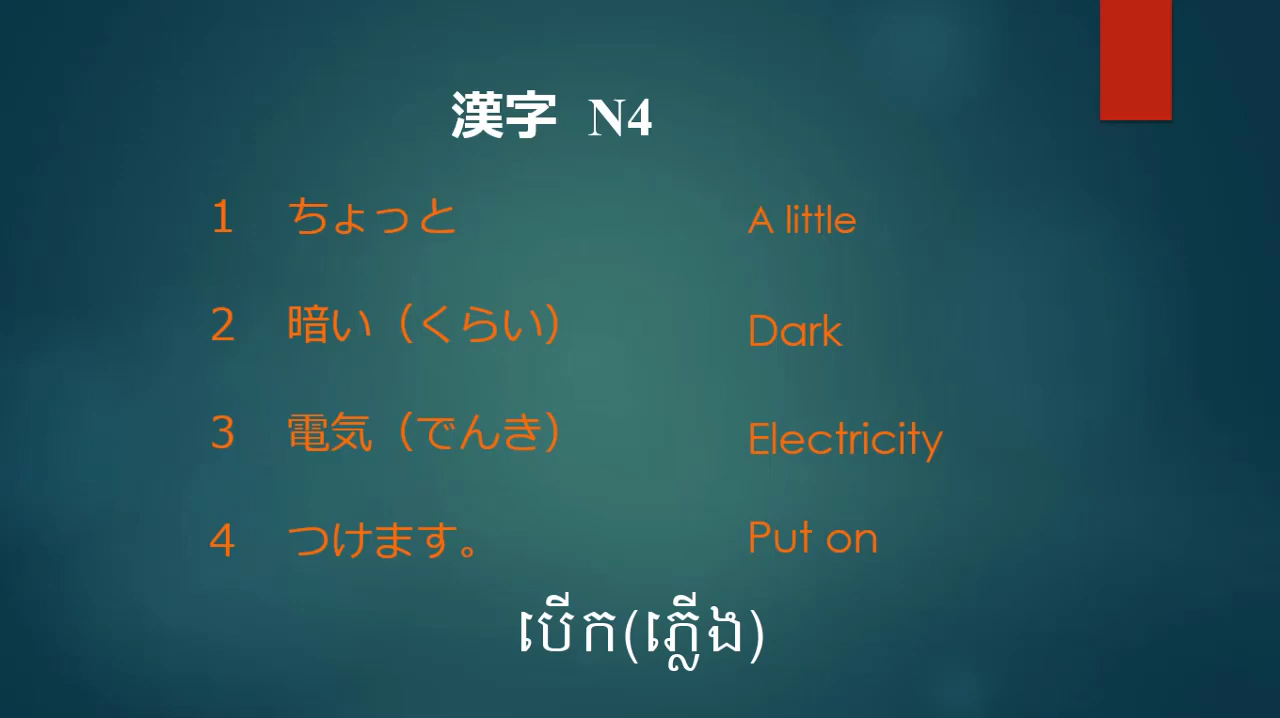 漢字 N4
1 ちょっと A little
2 暗い（くらい） Dark
3 電気（でんき） Electricity
4 つけます。 Put on
បើក(ភ្លើង)